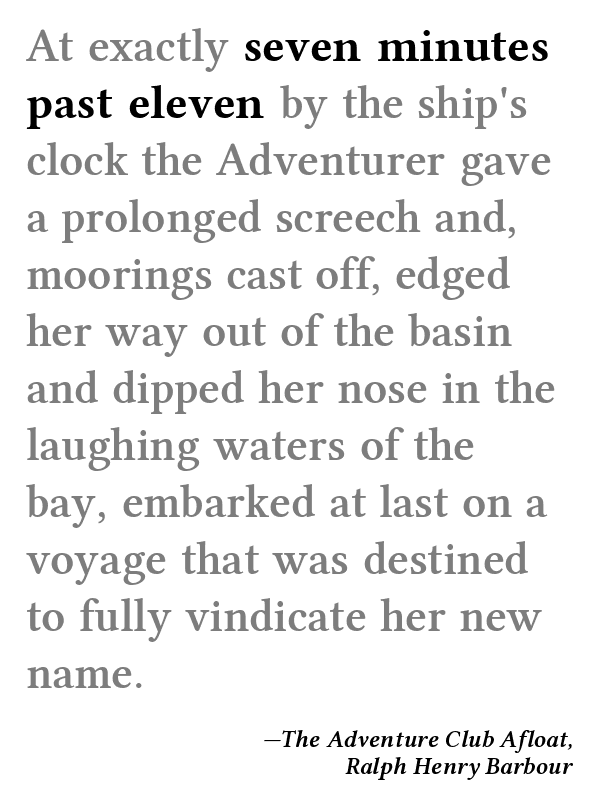 At exactly seven minutes
past eleven by the ship's
clock the Adventurer gave
a prolonged screech and,
moorings cast off, edged
her way out of the basin
and dipped her nose in the
laughing waters of the
bay, embarked at last on a
voyage that was destined
to fully vindicate her new
name.
—The Adventure Club Afloat,
Ralph Henry Barbour